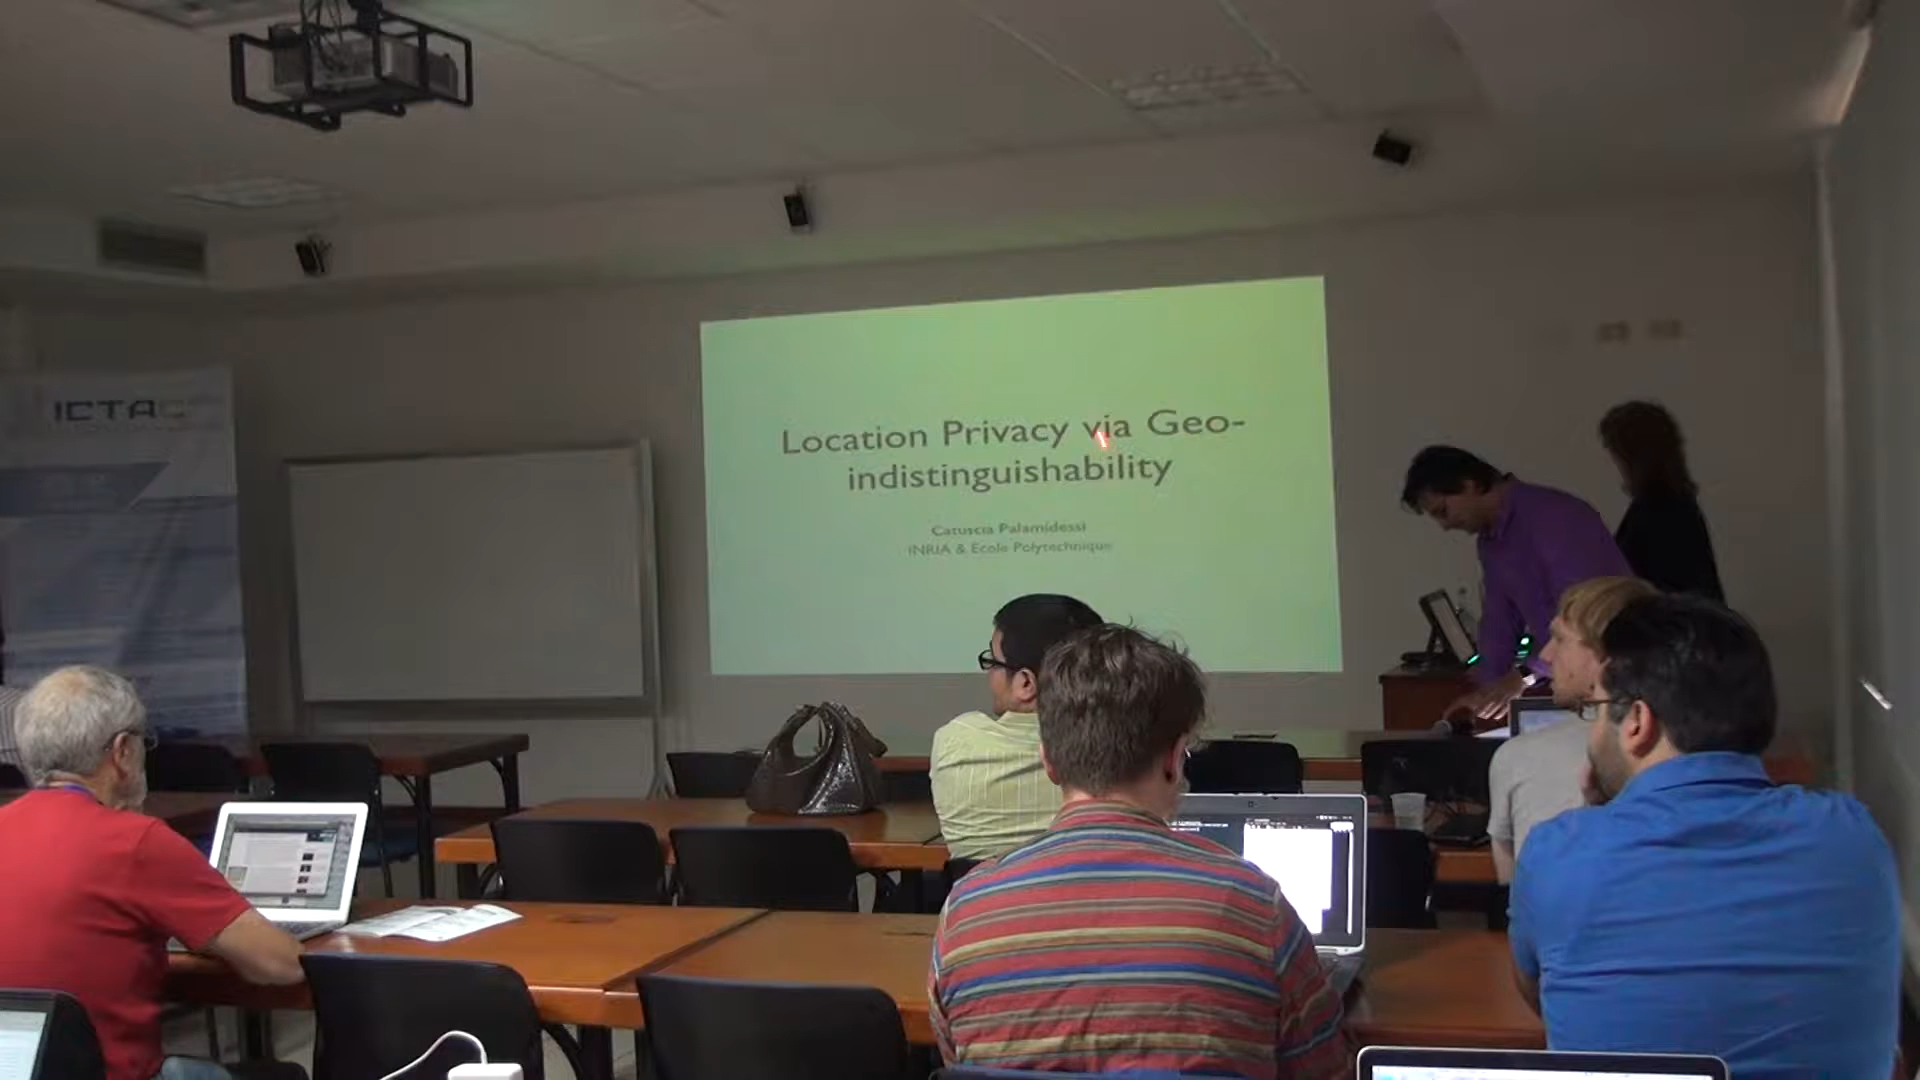 ICTAC
Location Privacy via Geo-
indistinguishability
Catuscia Palamidessi
INRIA & Ecole Polytechnique